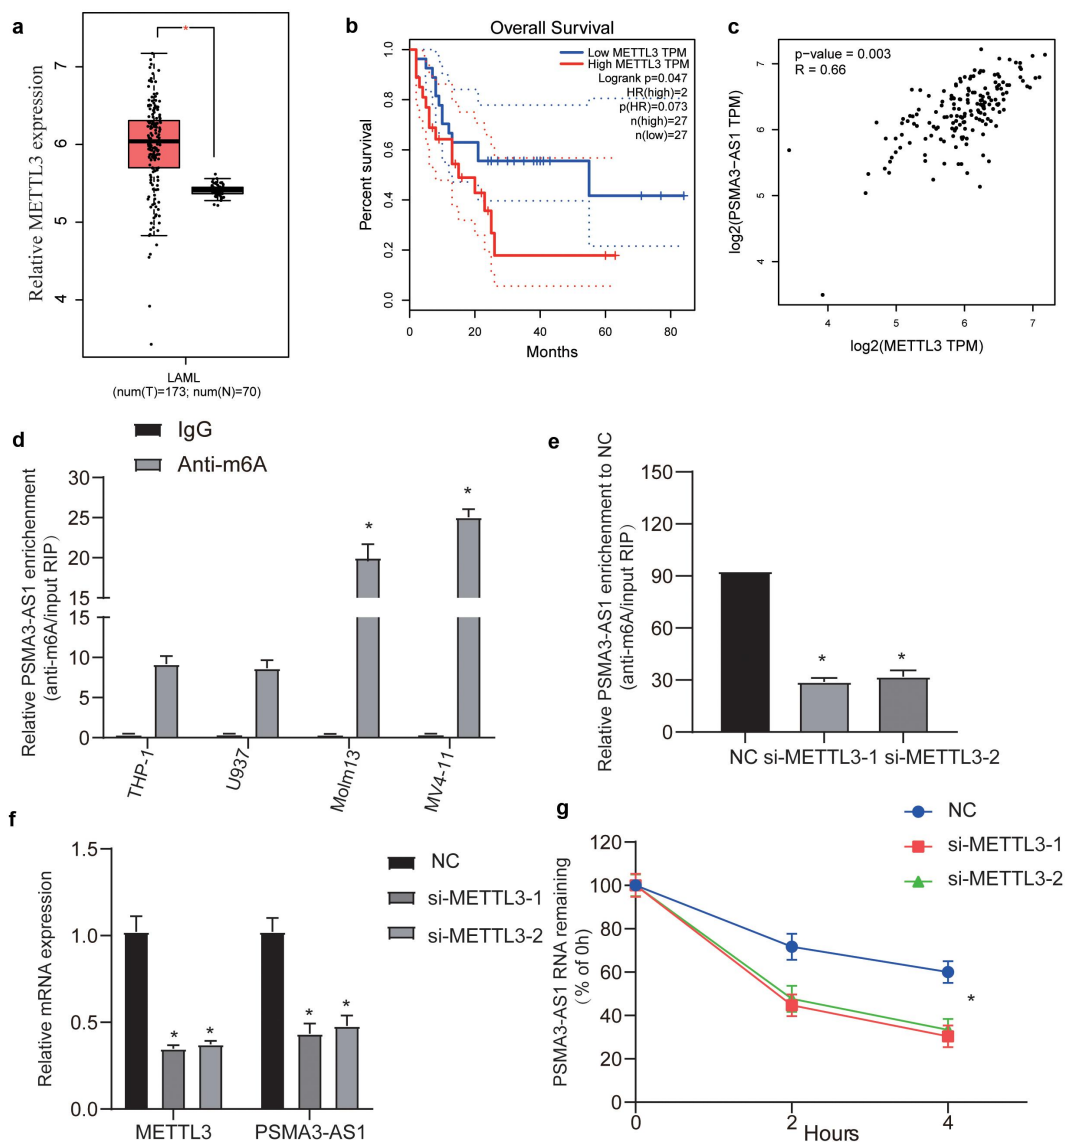 a
*
Relative METTL3 expression
7
6
5
4
LAML
(num(T)=173; num(N)=70)
b
Overall Survival
Low METTL3 TPM
High METTL3 TPM
Logrank p=0.047
HR(high)=2
p(HR)=0.073
n(high)=27
n(low)=27
Percent survival
1.0
0.8
0.6
0.4
0.2
0.0
0 20 40 60 80
Months
c
p-value = 0.003
R = 0.66
log2(PSMA3-AS1 TPM)
7
6
5
4
4 5 6 7
log2(METTL3 TPM)
d
IgG
Anti-m6A
Relative PSMA3-AS1 enrichenment
(anti-m6A/input RIP)
30
25
20
15
15
10
5
0
* *
THP-1 U937 Molm13 MV4-11
e
Relative PSMA3-AS1 enrichenment to NC
(anti-m6A/input RIP)
150
120
90
60
30
0
* *
NC si-METTL3-1 si-METTL3-2
f
NC
si-METTL3-1
si-METTL3-2
Relative mRNA expression
1.5
1.0
0.5
0.0
* * * *
METTL3 PSMA3-AS1
g
NC
si-METTL3-1
si-METTL3-2
PSMA3-AS1 RNA remaining
(% of 0h)
120
100
80
60
40
20
0
*
0 2 4
Hours